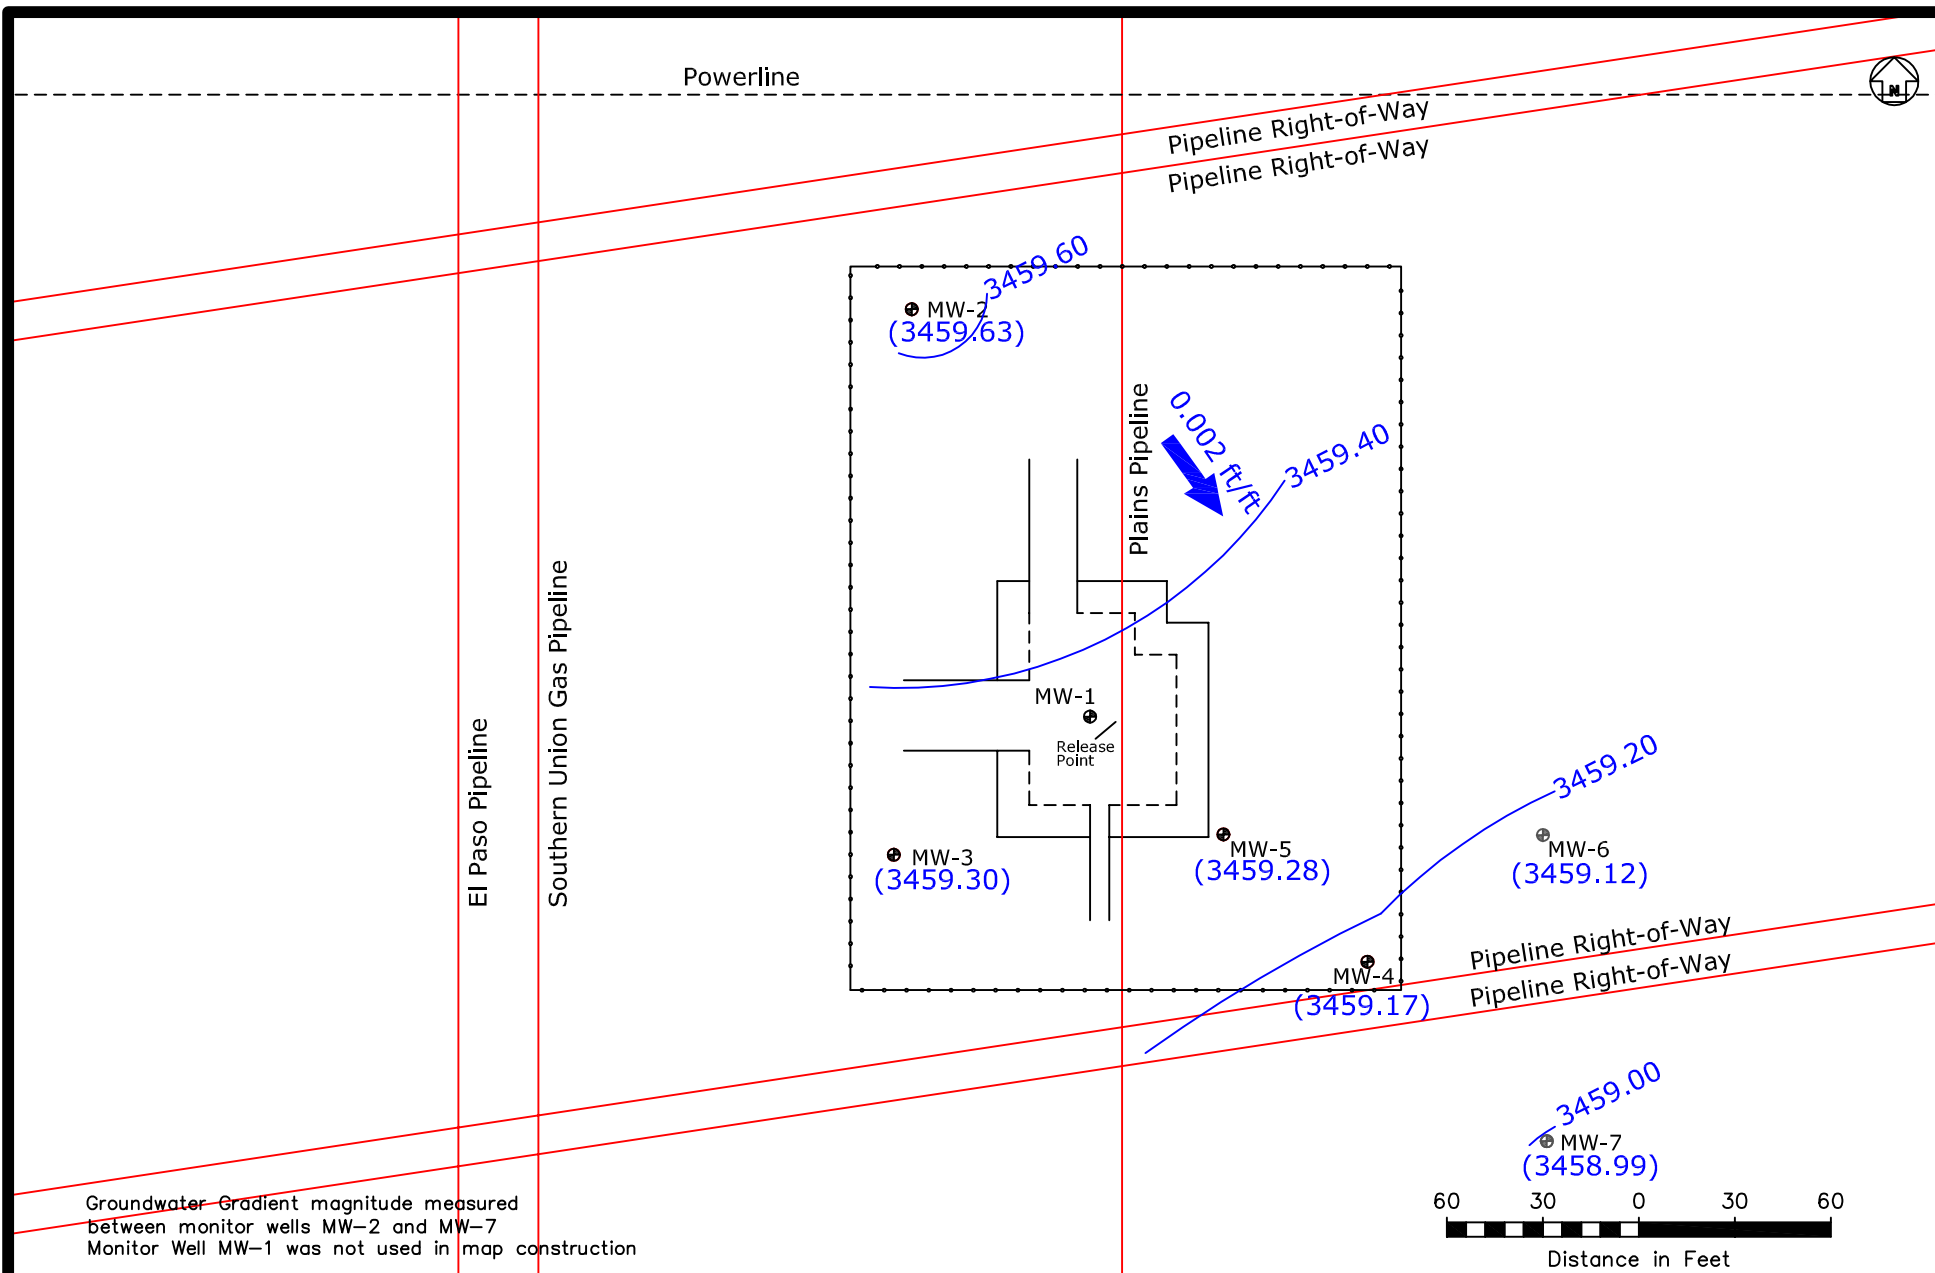 Powerline
N
Pipeline Right-of-Way
Pipeline Right-of-Way
3459.60
MW-2
(3459.63)
Plains Pipeline
0.002 ft/ft
3459.40
El Paso Pipeline
Southern Union Gas Pipeline
MW-1
Release
Point
3459.20
MW-3
(3459.30)
MW-5
(3459.28)
MW-6
(3459.12)
MW-4
(3459.17)
Pipeline Right-of-Way
Pipeline Right-of-Way
3459.00
MW-7
(3458.99)
Groundwater Gradient magnitude measured
between monitor wells MW-2 and MW-7
Monitor Well MW-1 was not used in map construction
60 30 0 30 60
Distance in Feet